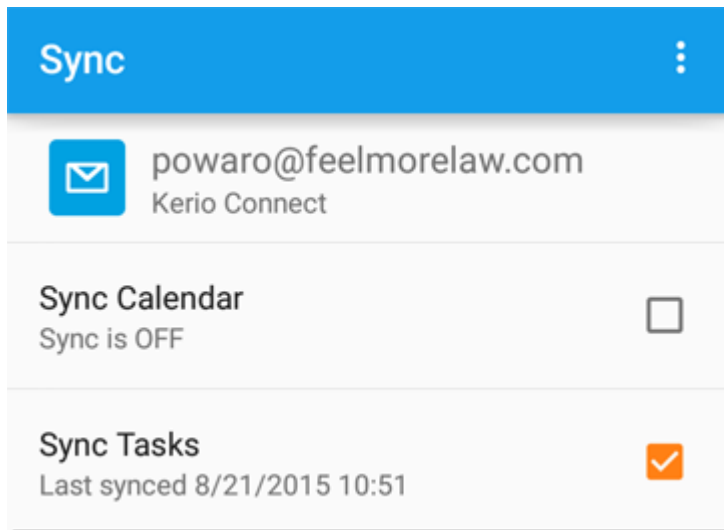 Sync
powaro@feelmorelaw.com
Kerio Connect
Sync Calendar
Sync is OFF
Sync Tasks
Last synced 8/21/2015 10:51